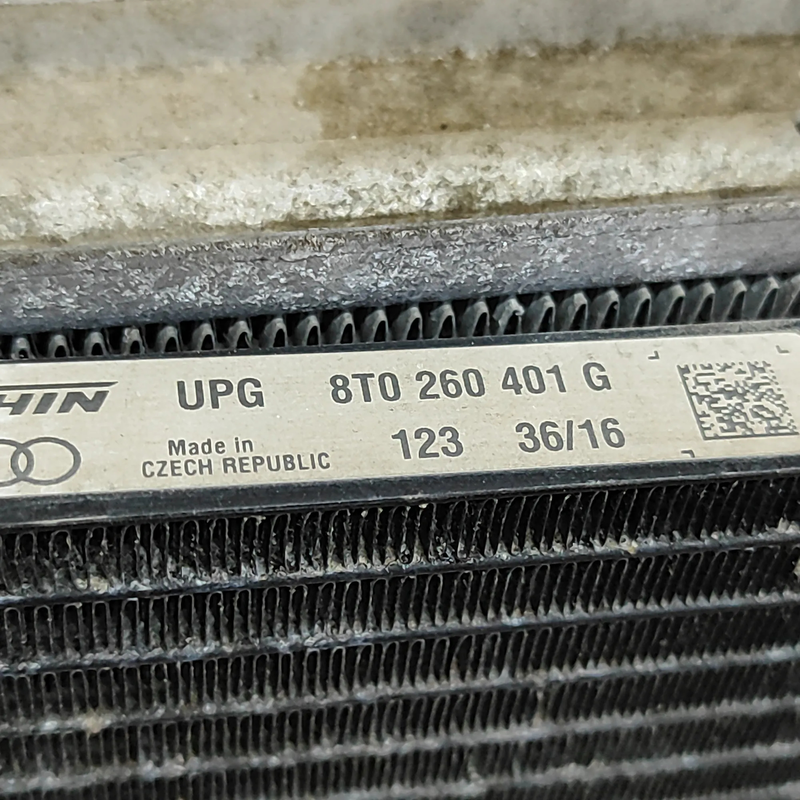 HIN UPG 8T0 260 401 G
Made in 123 36/16
CZECH REPUBLIC